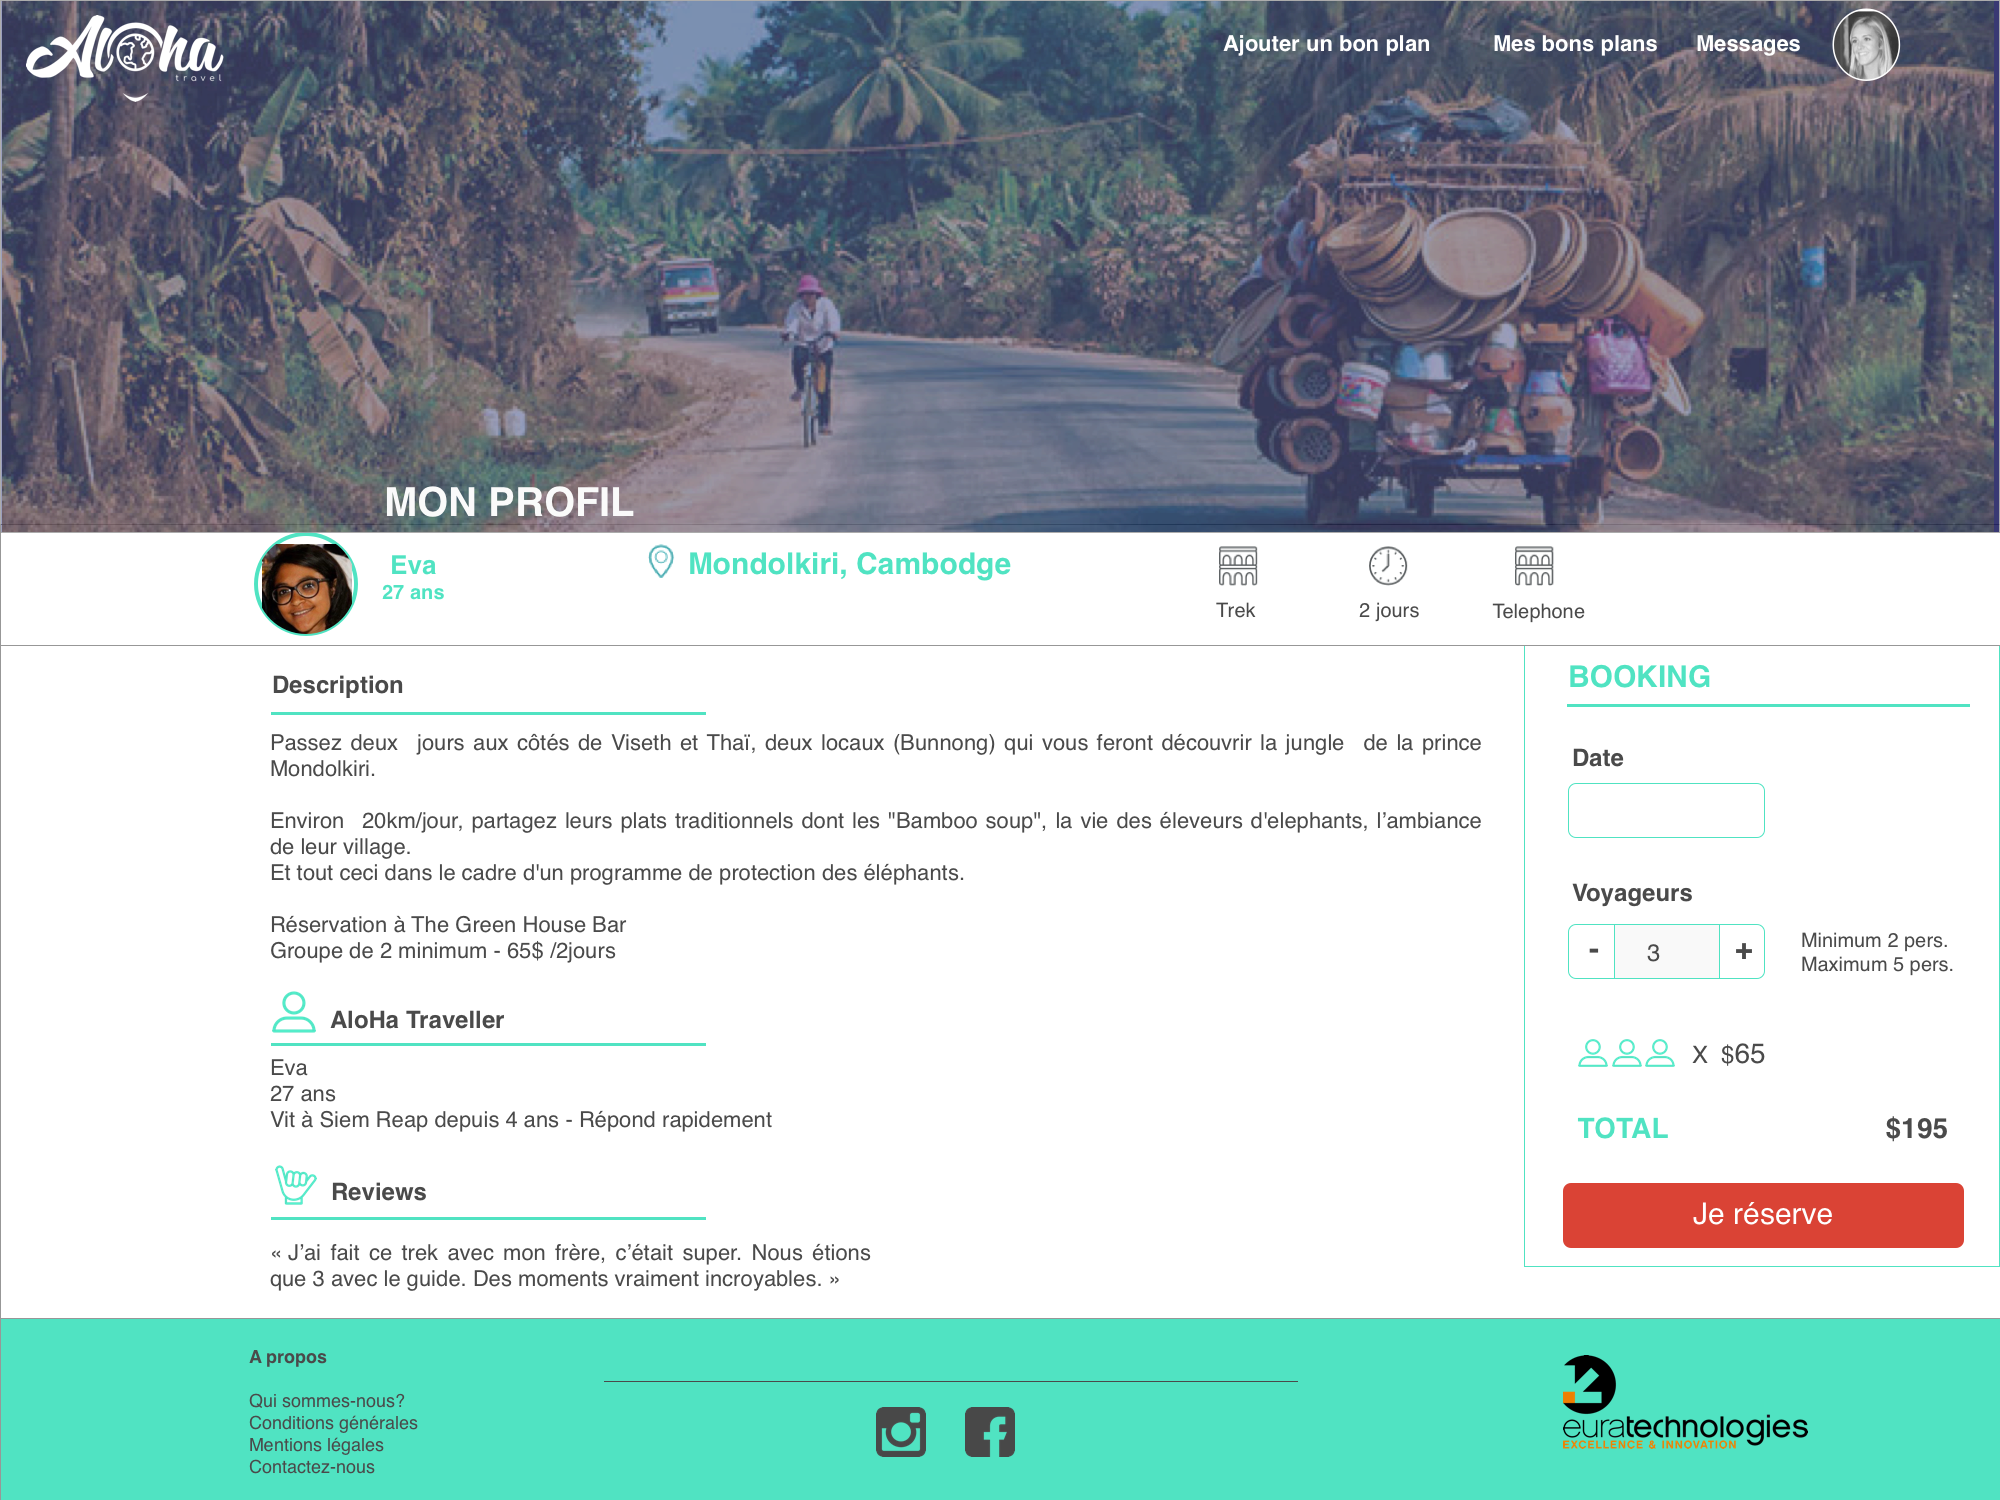 Aloha
travel
Ajouter un bon plan
Mes bons plans
Messages
MON PROFIL
Eva
27 ans
Mondolkiri, Cambodge
Trek
2 jours
Telephone
Description
Passez deux jours aux côtés de Viseth et Thaï, deux locaux (Bunnong) qui vous feront découvrir la jungle de la prince
Mondolkiri.
Environ 20km/jour, partagez leurs plats traditionnels dont les "Bamboo soup", la vie des éleveurs d'elephants, l’ambiance
de leur village.
Et tout ceci dans le cadre d'un programme de protection des éléphants.
Réservation à The Green House Bar
Groupe de 2 minimum - 65$ /2jours
AloHa Traveller
Eva
27 ans
Vit à Siem Reap depuis 4 ans - Répond rapidement
Reviews
« J’ai fait ce trek avec mon frère, c’était super. Nous étions
que 3 avec le guide. Des moments vraiment incroyables. »
BOOKING
Date
Voyageurs
- 3 +
Minimum 2 pers.
Maximum 5 pers.
X $65
TOTAL $195
Je réserve
A propos
Qui sommes-nous?
Conditions générales
Mentions légales
Contactez-nous
euratechnologies
EXCELLENCE & INNOVATION